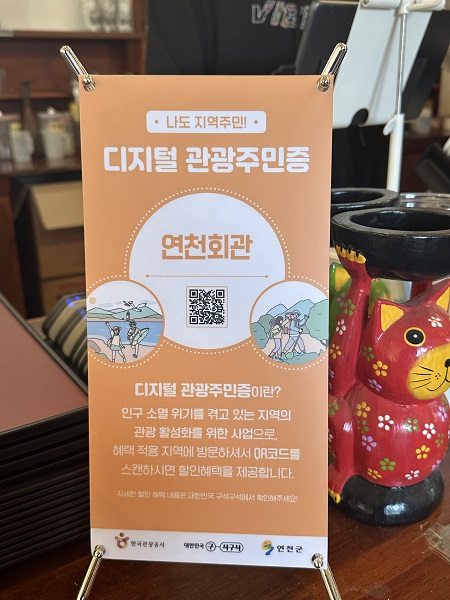 · 나도 지역주민! ·
디지털 관광주민증
연천회관
디지털 관광주민증이란?
인구 소멸 위기를 겪고 있는 지역의
관광 활성화를 위한 사업으로,
혜택 적용 지역에 방문하셔서 QR코드를
스캔하시면 할인혜택을 제공합니다.
자세한 할인 혜택 내용은 대한민국 구석구석에서 확인해주세요!
한국관광공사 대한민국 구석구석 연천군